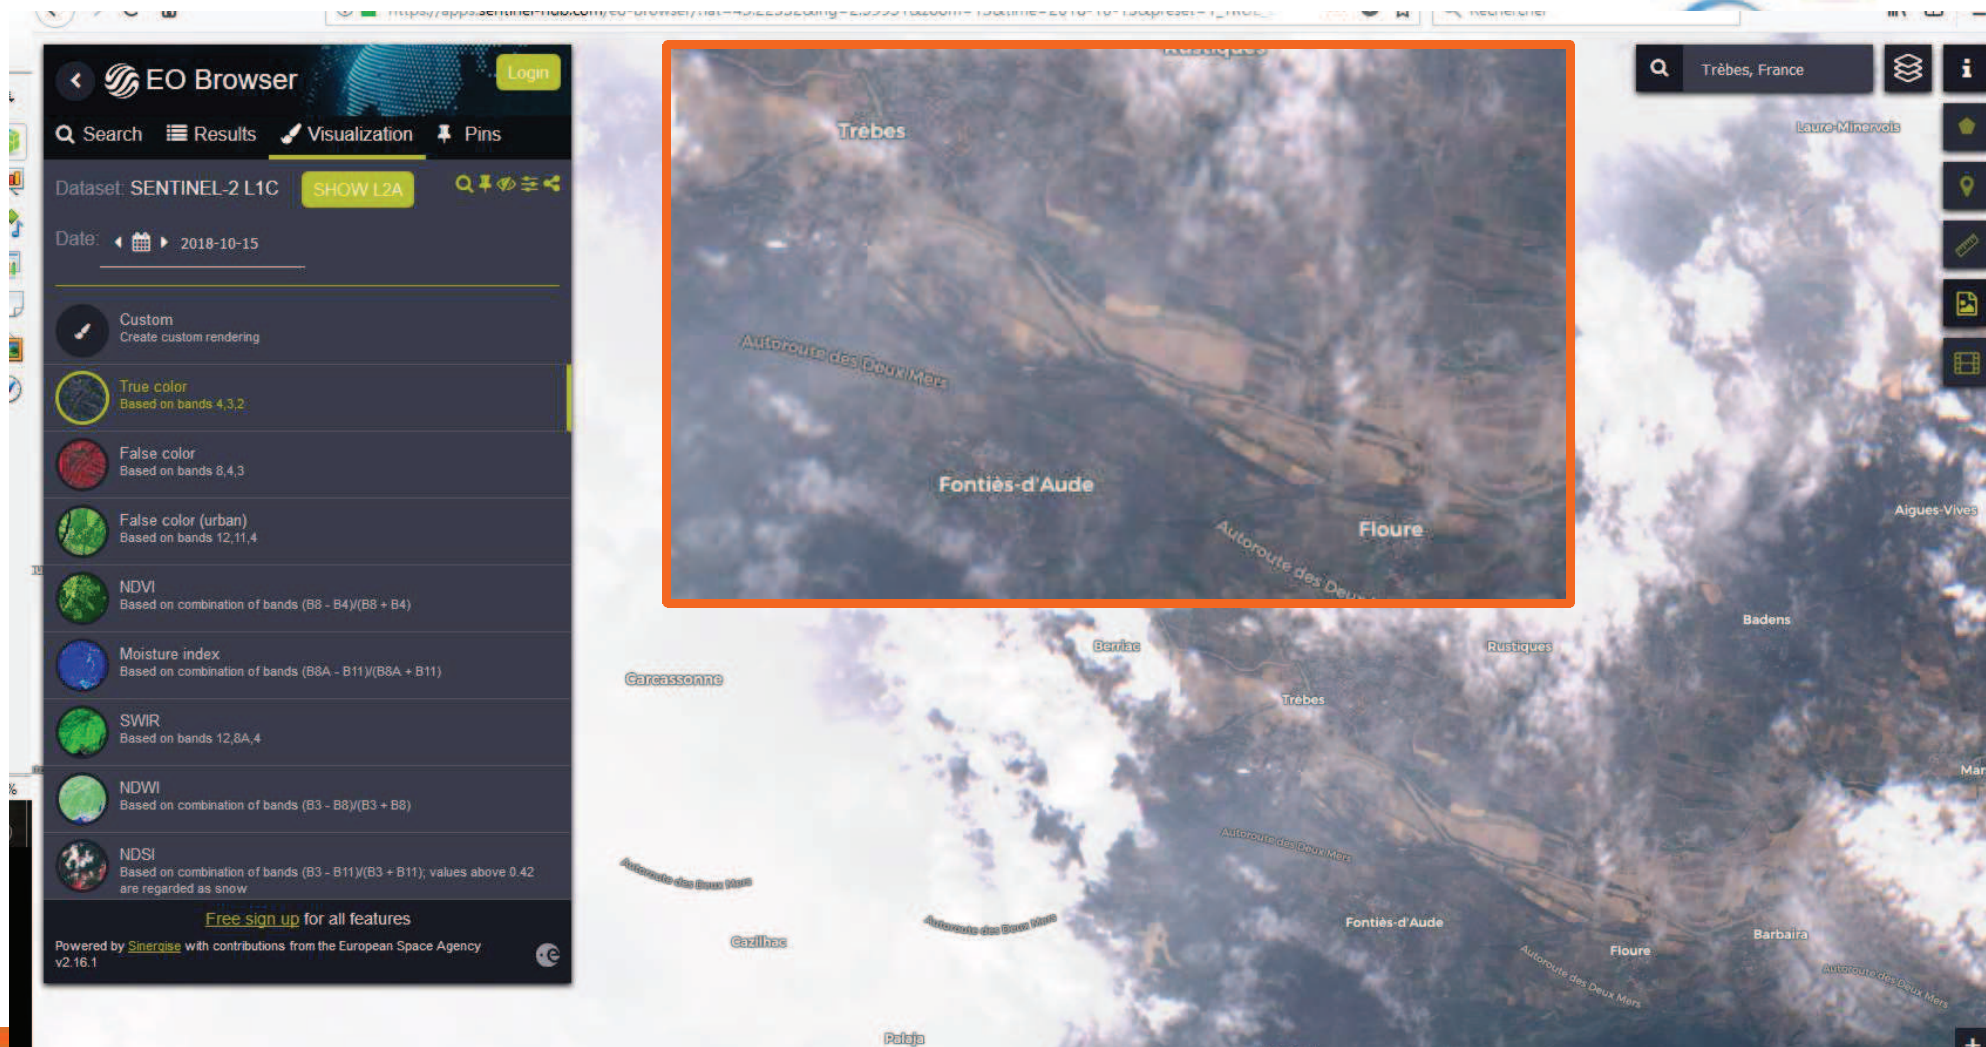 EO Browser
Login
Search
Results
Visualization
Pins
Dataset: SENTINEL-2 L1C
SHOW L2A
Date:
2018-10-15
Custom
Create custom rendering
True color
Based on bands 4,3,2
False color
Based on bands 8,4,3
False color (urban)
Based on bands 12,11,4
NDVI
Based on combination of bands (B8 - B4)/(B8 + B4)
Moisture index
Based on combination of bands (B8A - B11)/(B8A + B11)
SWIR
Based on bands 12,8A,4
NDWI
Based on combination of bands (B3 - B8)/(B3 + B8)
NDSI
Based on combination of bands (B3 - B11)/(B3 + B11); values above 0.42
are regarded as snow
Free sign up for all features
Powered by Sinergise with contributions from the European Space Agency
v2.16.1
Rustiques
Trèbes
Autoroute des Deux Mers
Fontiès-d'Aude
Floure
Autoroute des Deux
Trèbes, France
Laure-Minervois
Aigues-Vives
Badens
Berriac
Rustiques
Carcassonne
Trèbes
Mar
Autoroute des Deux Mers
Autoroute des Deux Mers
Autoroute des Deux Mers
Fontiès-d'Aude
Cazilhac
Barbaira
Floure
Autoroute des Deux Mers
Autoroute des Deux Mers
Palaja